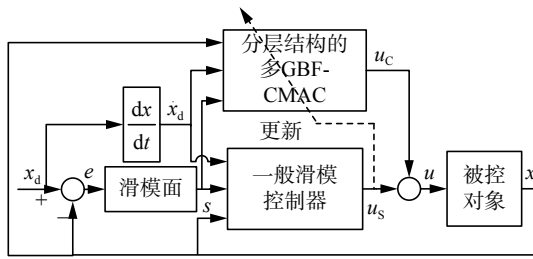 分层结构的
多GBF-
CMAC
u_C
dx
dt
ẋ_d
更新
x_d
+
−
e
滑模面
s
一般滑模
控制器
u_S
u
被控
对象
x